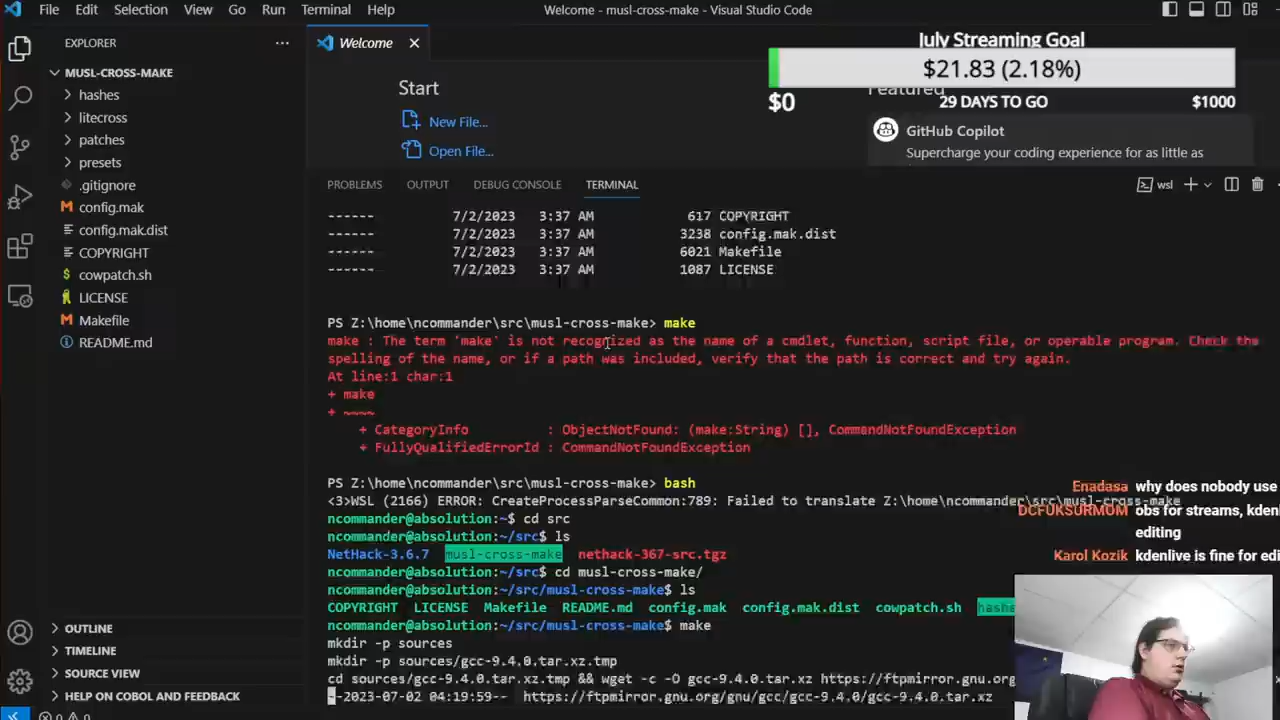 File Edit Selection View Go Run Terminal Help
Welcome - musl-cross-make - Visual Studio Code
EXPLORER
MUSL-CROSS-MAKE
hashes
litecross
patches
presets
.gitignore
config.mak
config.mak.dist
COPYRIGHT
cowpatch.sh
LICENSE
Makefile
README.md
OUTLINE
TIMELINE
SOURCE VIEW
HELP ON COBOL AND FEEDBACK
0 0
Welcome
Start
New File...
Open File...
July Streaming Goal
$21.83 (2.18%)
$0 29 DAYS TO GO $1000
Featured
GitHub Copilot
Supercharge your coding experience for as little as
PROBLEMS OUTPUT DEBUG CONSOLE TERMINAL
wsl
------ 7/2/2023 3:37 AM 617 COPYRIGHT
------ 7/2/2023 3:37 AM 3238 config.mak.dist
------ 7/2/2023 3:37 AM 6021 Makefile
------ 7/2/2023 3:37 AM 1087 LICENSE
PS Z:\home\ncommander\src\musl-cross-make> make
make : The term 'make' is not recognized as the name of a cmdlet, function, script file, or operable program. Check the
spelling of the name, or if a path was included, verify that the path is correct and try again.
At line:1 char:1
+ make
+ ~~~~
+ CategoryInfo : ObjectNotFound: (make:String) [], CommandNotFoundException
+ FullyQualifiedErrorId : CommandNotFoundException
PS Z:\home\ncommander\src\musl-cross-make> bash
<3>WSL (2166) ERROR: CreateProcessParseCommon:789: Failed to translate Z:\home\ncommander\src\musl-cross-make
ncommander@absolution:~$ cd src
ncommander@absolution:~/src$ ls
NetHack-3.6.7 musl-cross-make nethack-367-src.tgz
ncommander@absolution:~/src$ cd musl-cross-make/
ncommander@absolution:~/src/musl-cross-make$ ls
COPYRIGHT LICENSE Makefile README.md config.mak config.mak.dist cowpatch.sh hashe
ncommander@absolution:~/src/musl-cross-make$ make
mkdir -p sources
mkdir -p sources/gcc-9.4.0.tar.xz.tmp
cd sources/gcc-9.4.0.tar.xz.tmp && wget -c -O gcc-9.4.0.tar.xz https://ftpmirror.gnu.org
--2023-07-02 04:19:59-- https://ftpmirror.gnu.org/gnu/gcc/gcc-9.4.0/gcc-9.4.0.tar.xz
Enadasa why does nobody use
DCFUKSURMUM obs for streams, kden
editing
Karol Kozik kdenlive is fine for edi